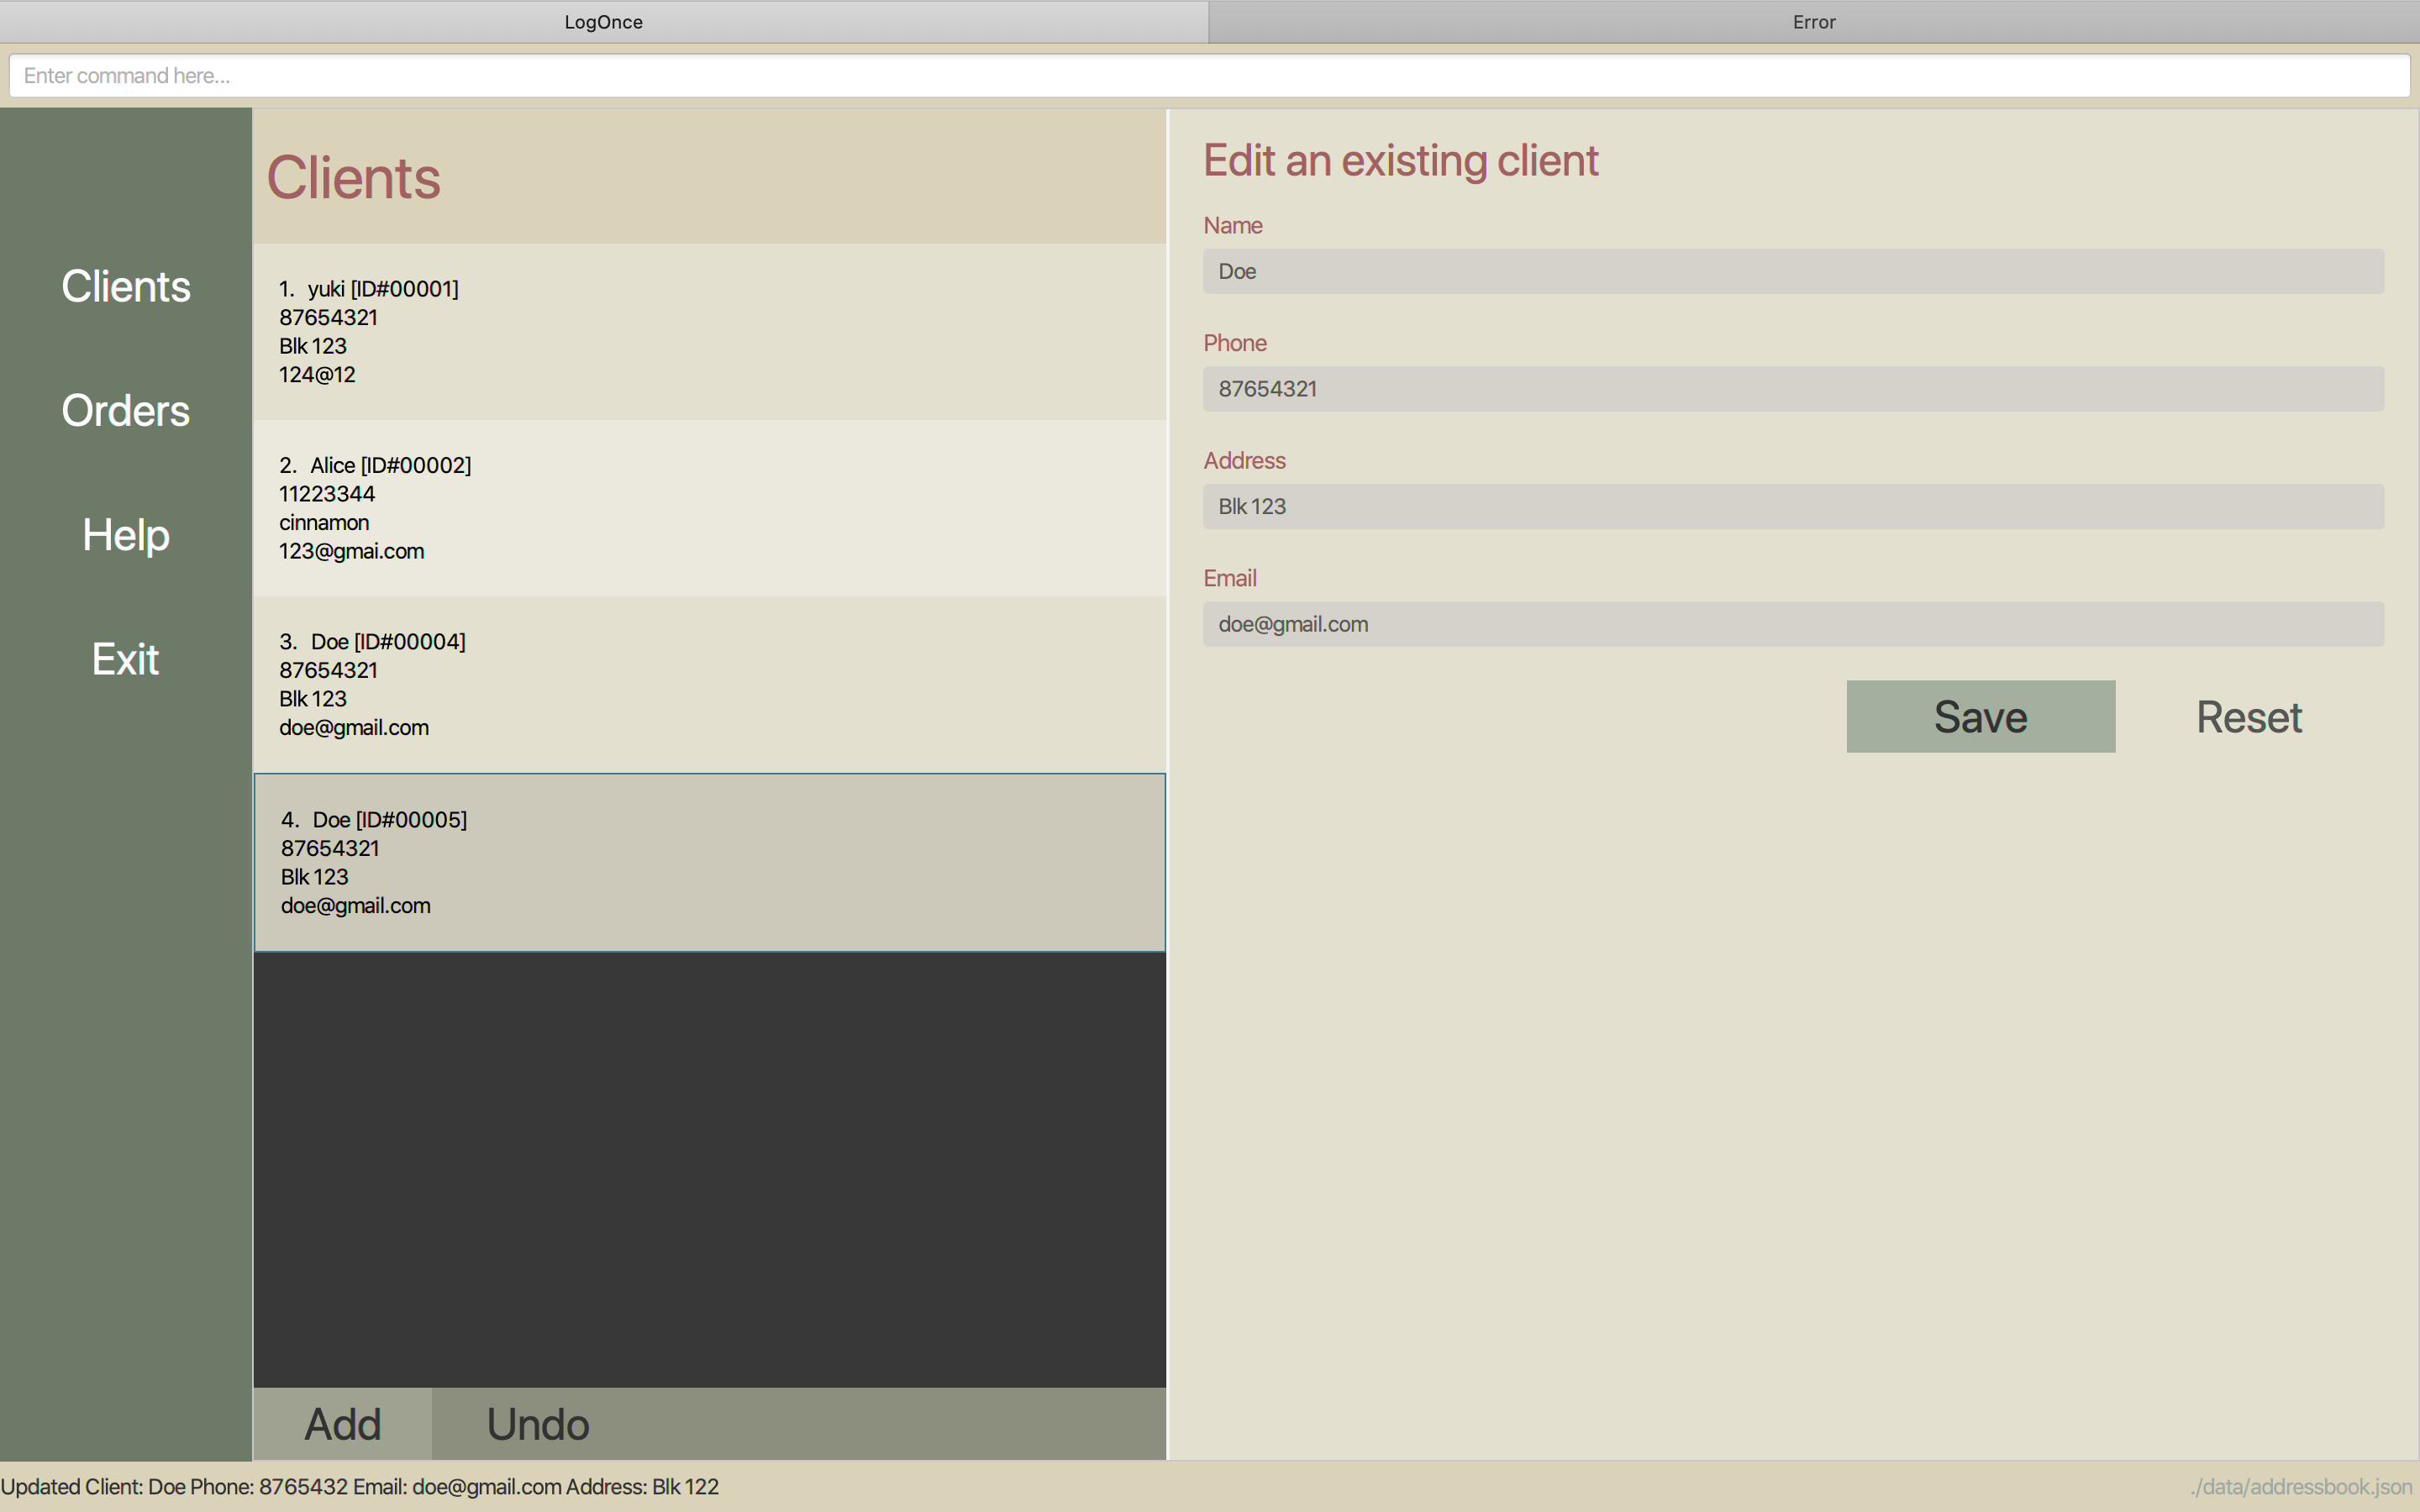 LogOnce
Error
Enter command here...
Clients
Orders
Help
Exit
Clients
1. yuki [ID#00001]
87654321
Blk 123
124@12
2. Alice [ID#00002]
11223344
cinnamon
123@gmai.com
3. Doe [ID#00004]
87654321
Blk 123
doe@gmail.com
4. Doe [ID#00005]
87654321
Blk 123
doe@gmail.com
Add
Undo
Edit an existing client
Name
Doe
Phone
87654321
Address
Blk 123
Email
doe@gmail.com
Save
Reset
Updated Client: Doe Phone: 8765432 Email: doe@gmail.com Address: Blk 122
./data/addressbook.json